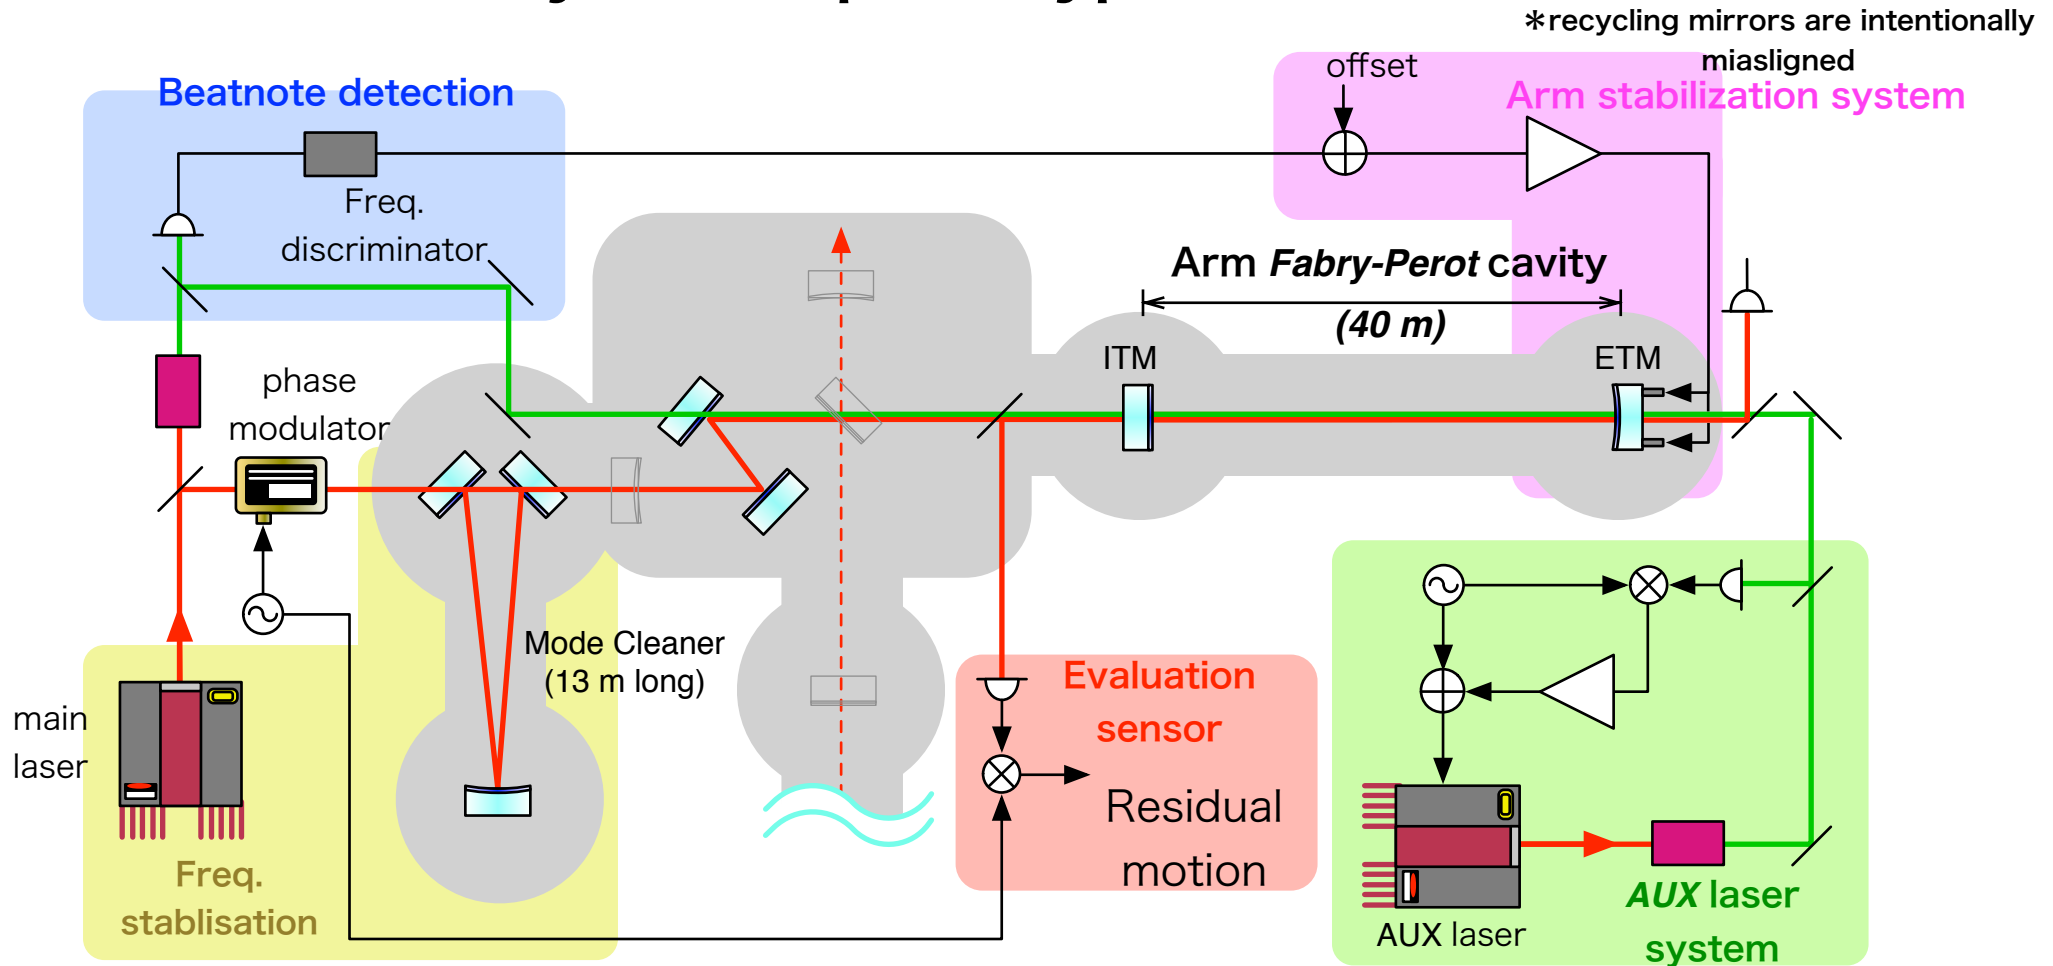 *recycling mirrors are intentionally
miasligned
offset
Beatnote detection
Arm stabilization system
Freq.
discriminator
Arm Fabry-Perot cavity
(40 m)
ITM
ETM
phase
modulator
Mode Cleaner
(13 m long)
main
laser
Evaluation
sensor
Residual
motion
Freq.
stablisation
AUX laser
system
AUX laser